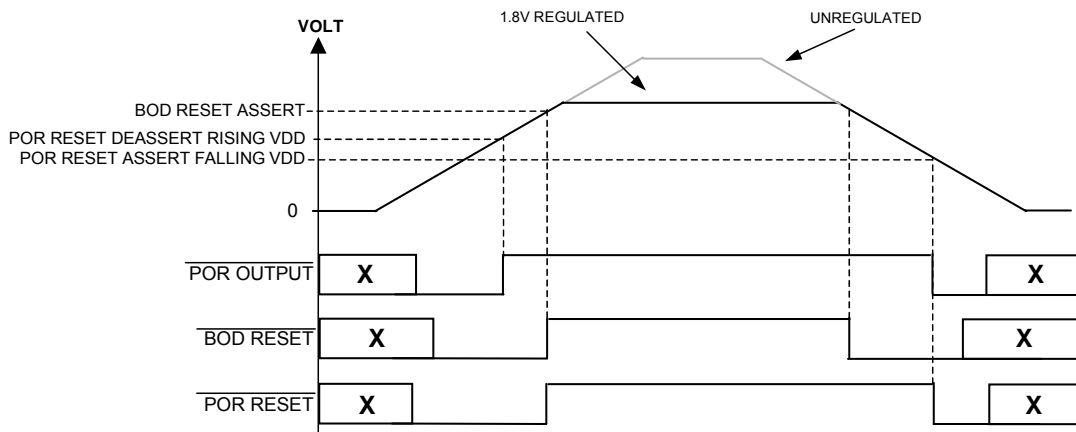 VOLT
1.8V REGULATED
UNREGULATED
BOD RESET ASSERT
POR RESET DEASSERT RISING VDD
POR RESET ASSERT FALLING VDD
0
POR OUTPUT
X
X
BOD RESET
X
X
POR RESET
X
X